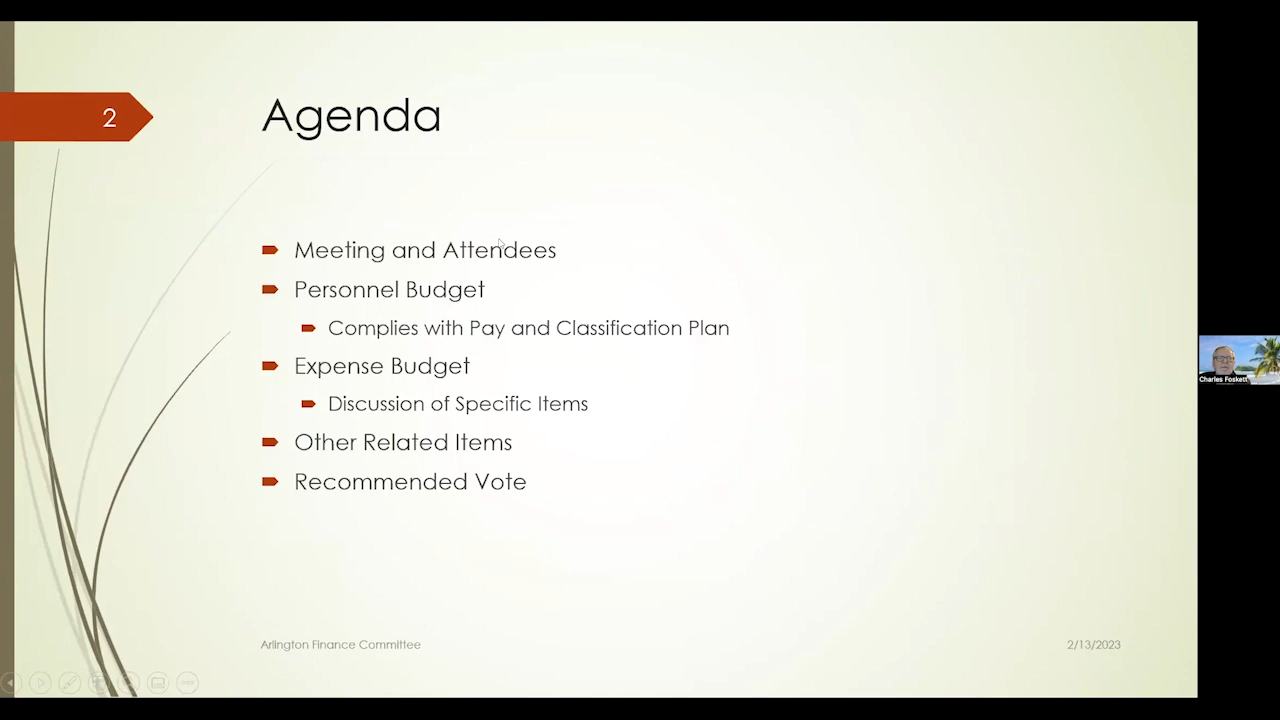 2
Agenda
Meeting and Attendees
Personnel Budget
Complies with Pay and Classification Plan
Expense Budget
Discussion of Specific Items
Other Related Items
Recommended Vote
Arlington Finance Committee
2/13/2023
Charles Foskett